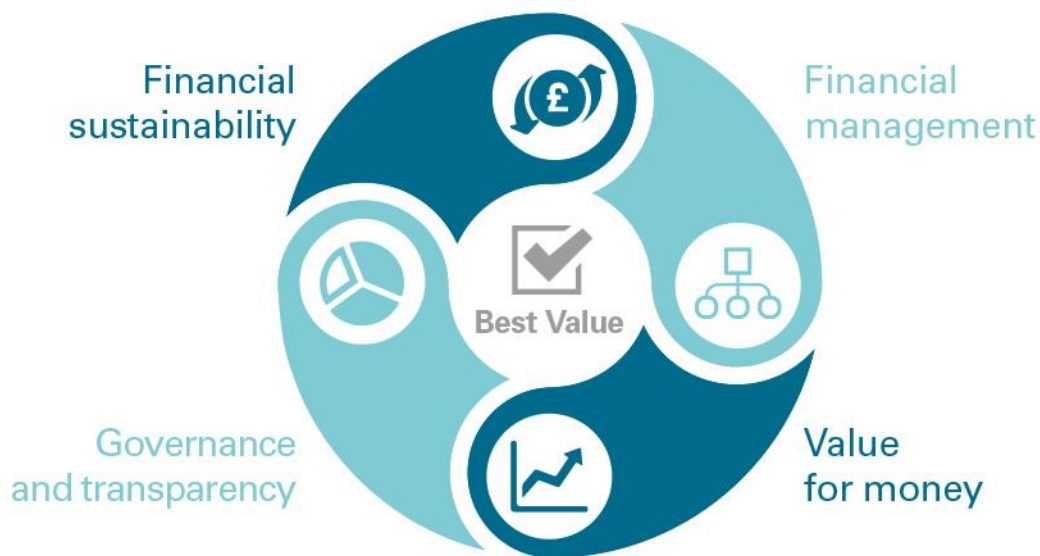 Financial
sustainability
Financial
management
£
Best Value
Governance
and transparency
Value
for money